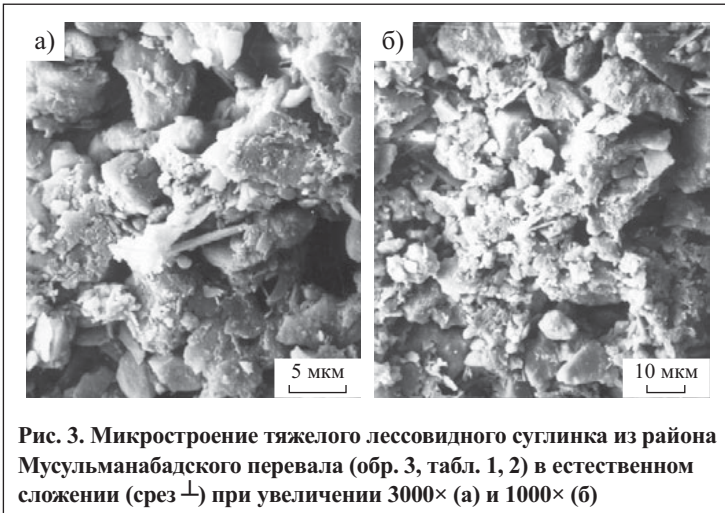 а)
б)
5 мкм
10 мкм
Рис. 3. Микростроение тяжелого лессовидного суглинка из района
Мусульманабадского перевала (обр. 3, табл. 1, 2) в естественном
сложении (срез ⊥) при увеличении 3000× (а) и 1000× (б)